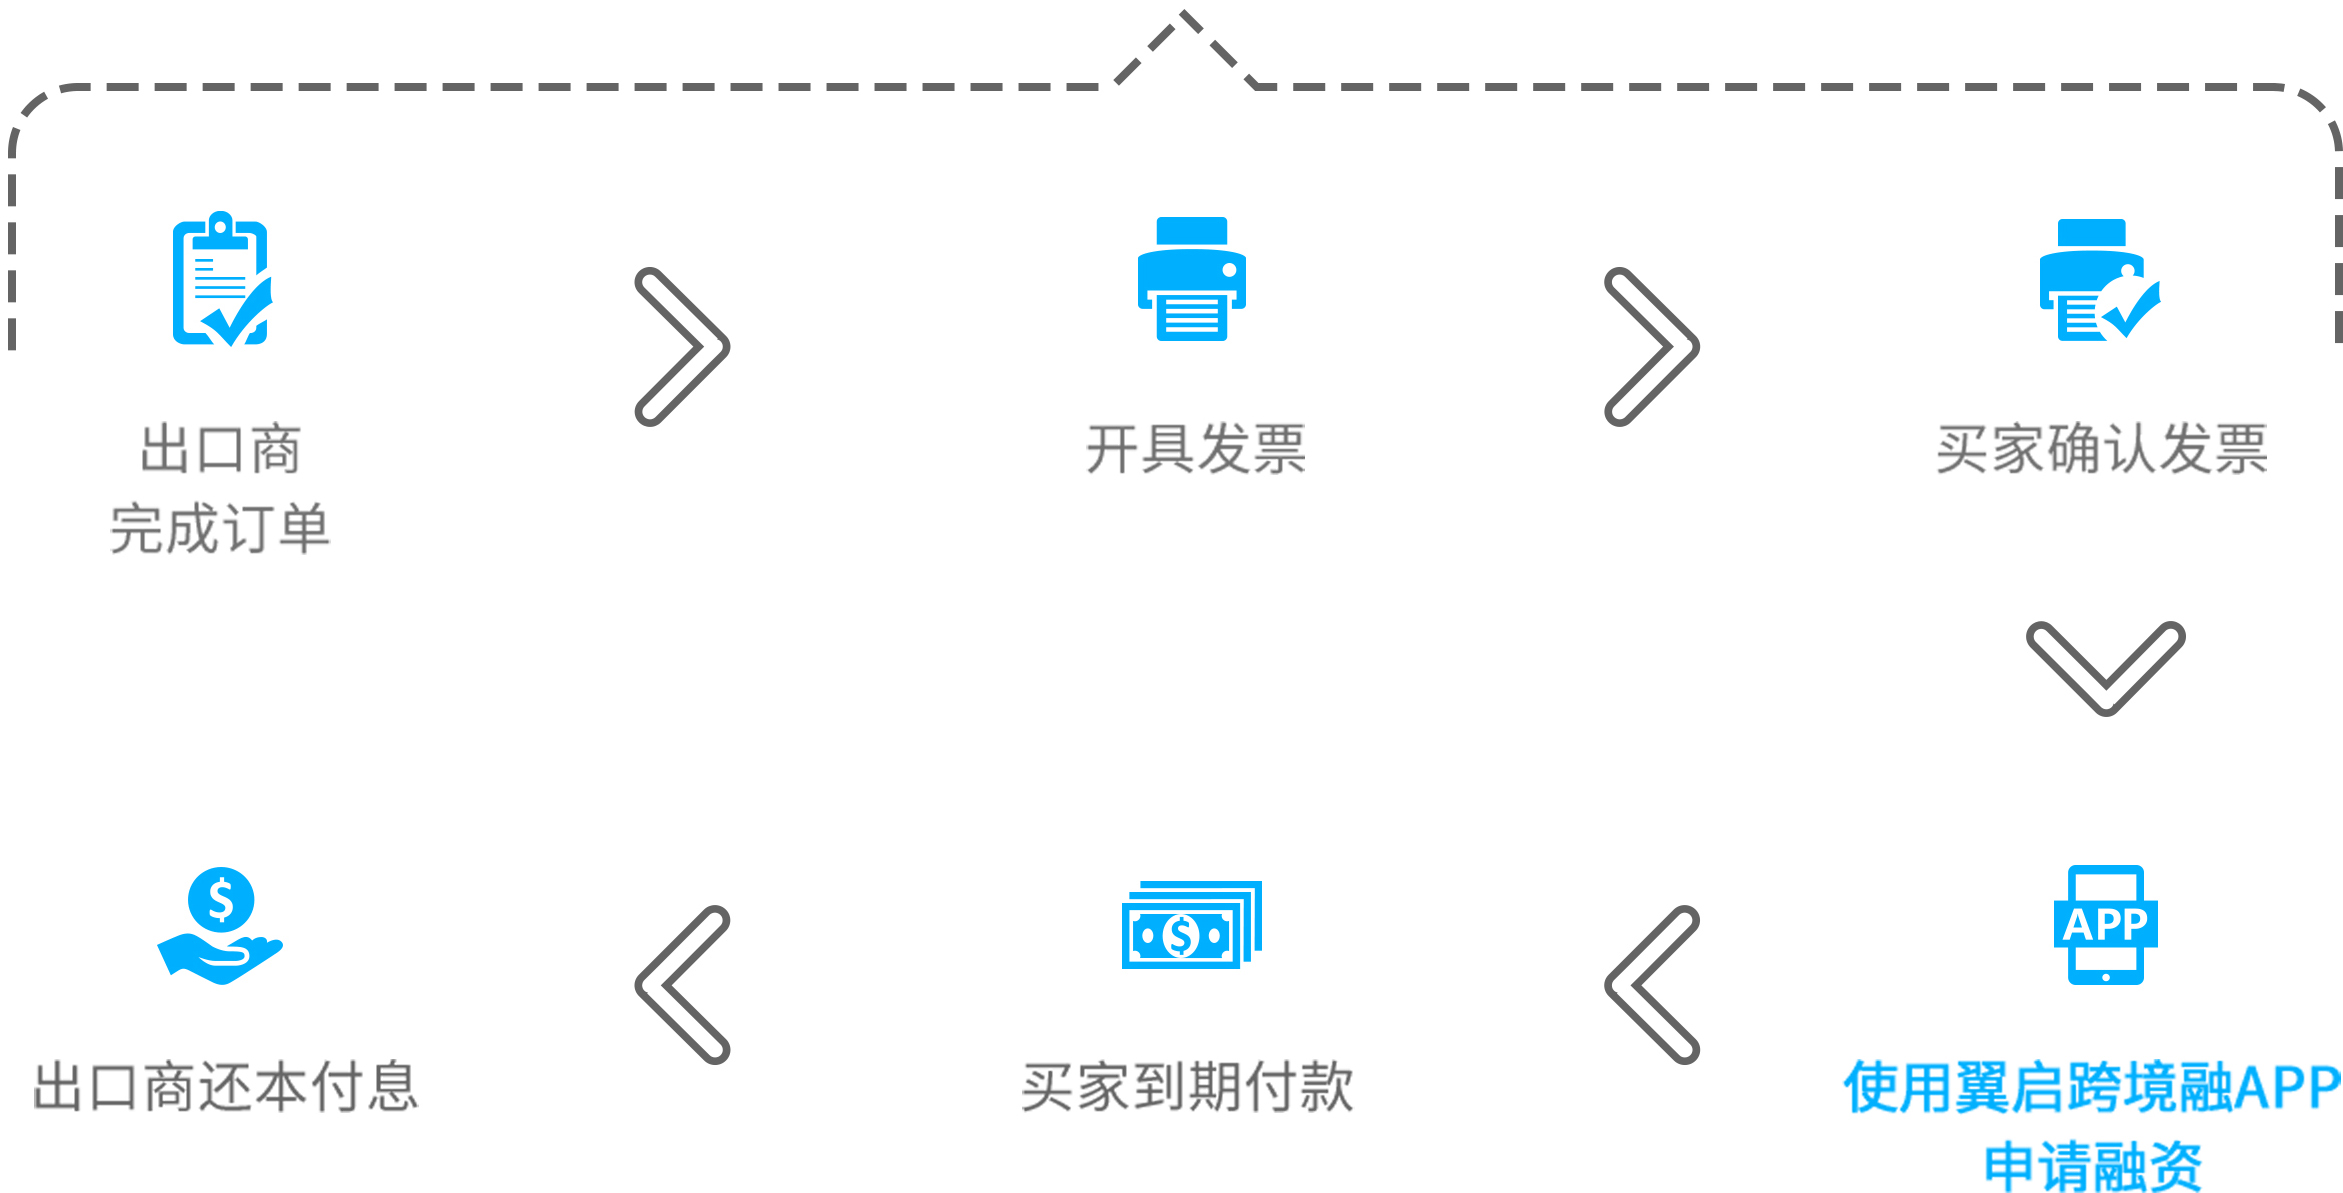 出口商
完成订单
开具发票
买家确认发票
APP
使用翼启跨境融APP
申请融资
$
买家到期付款
$
出口商还本付息